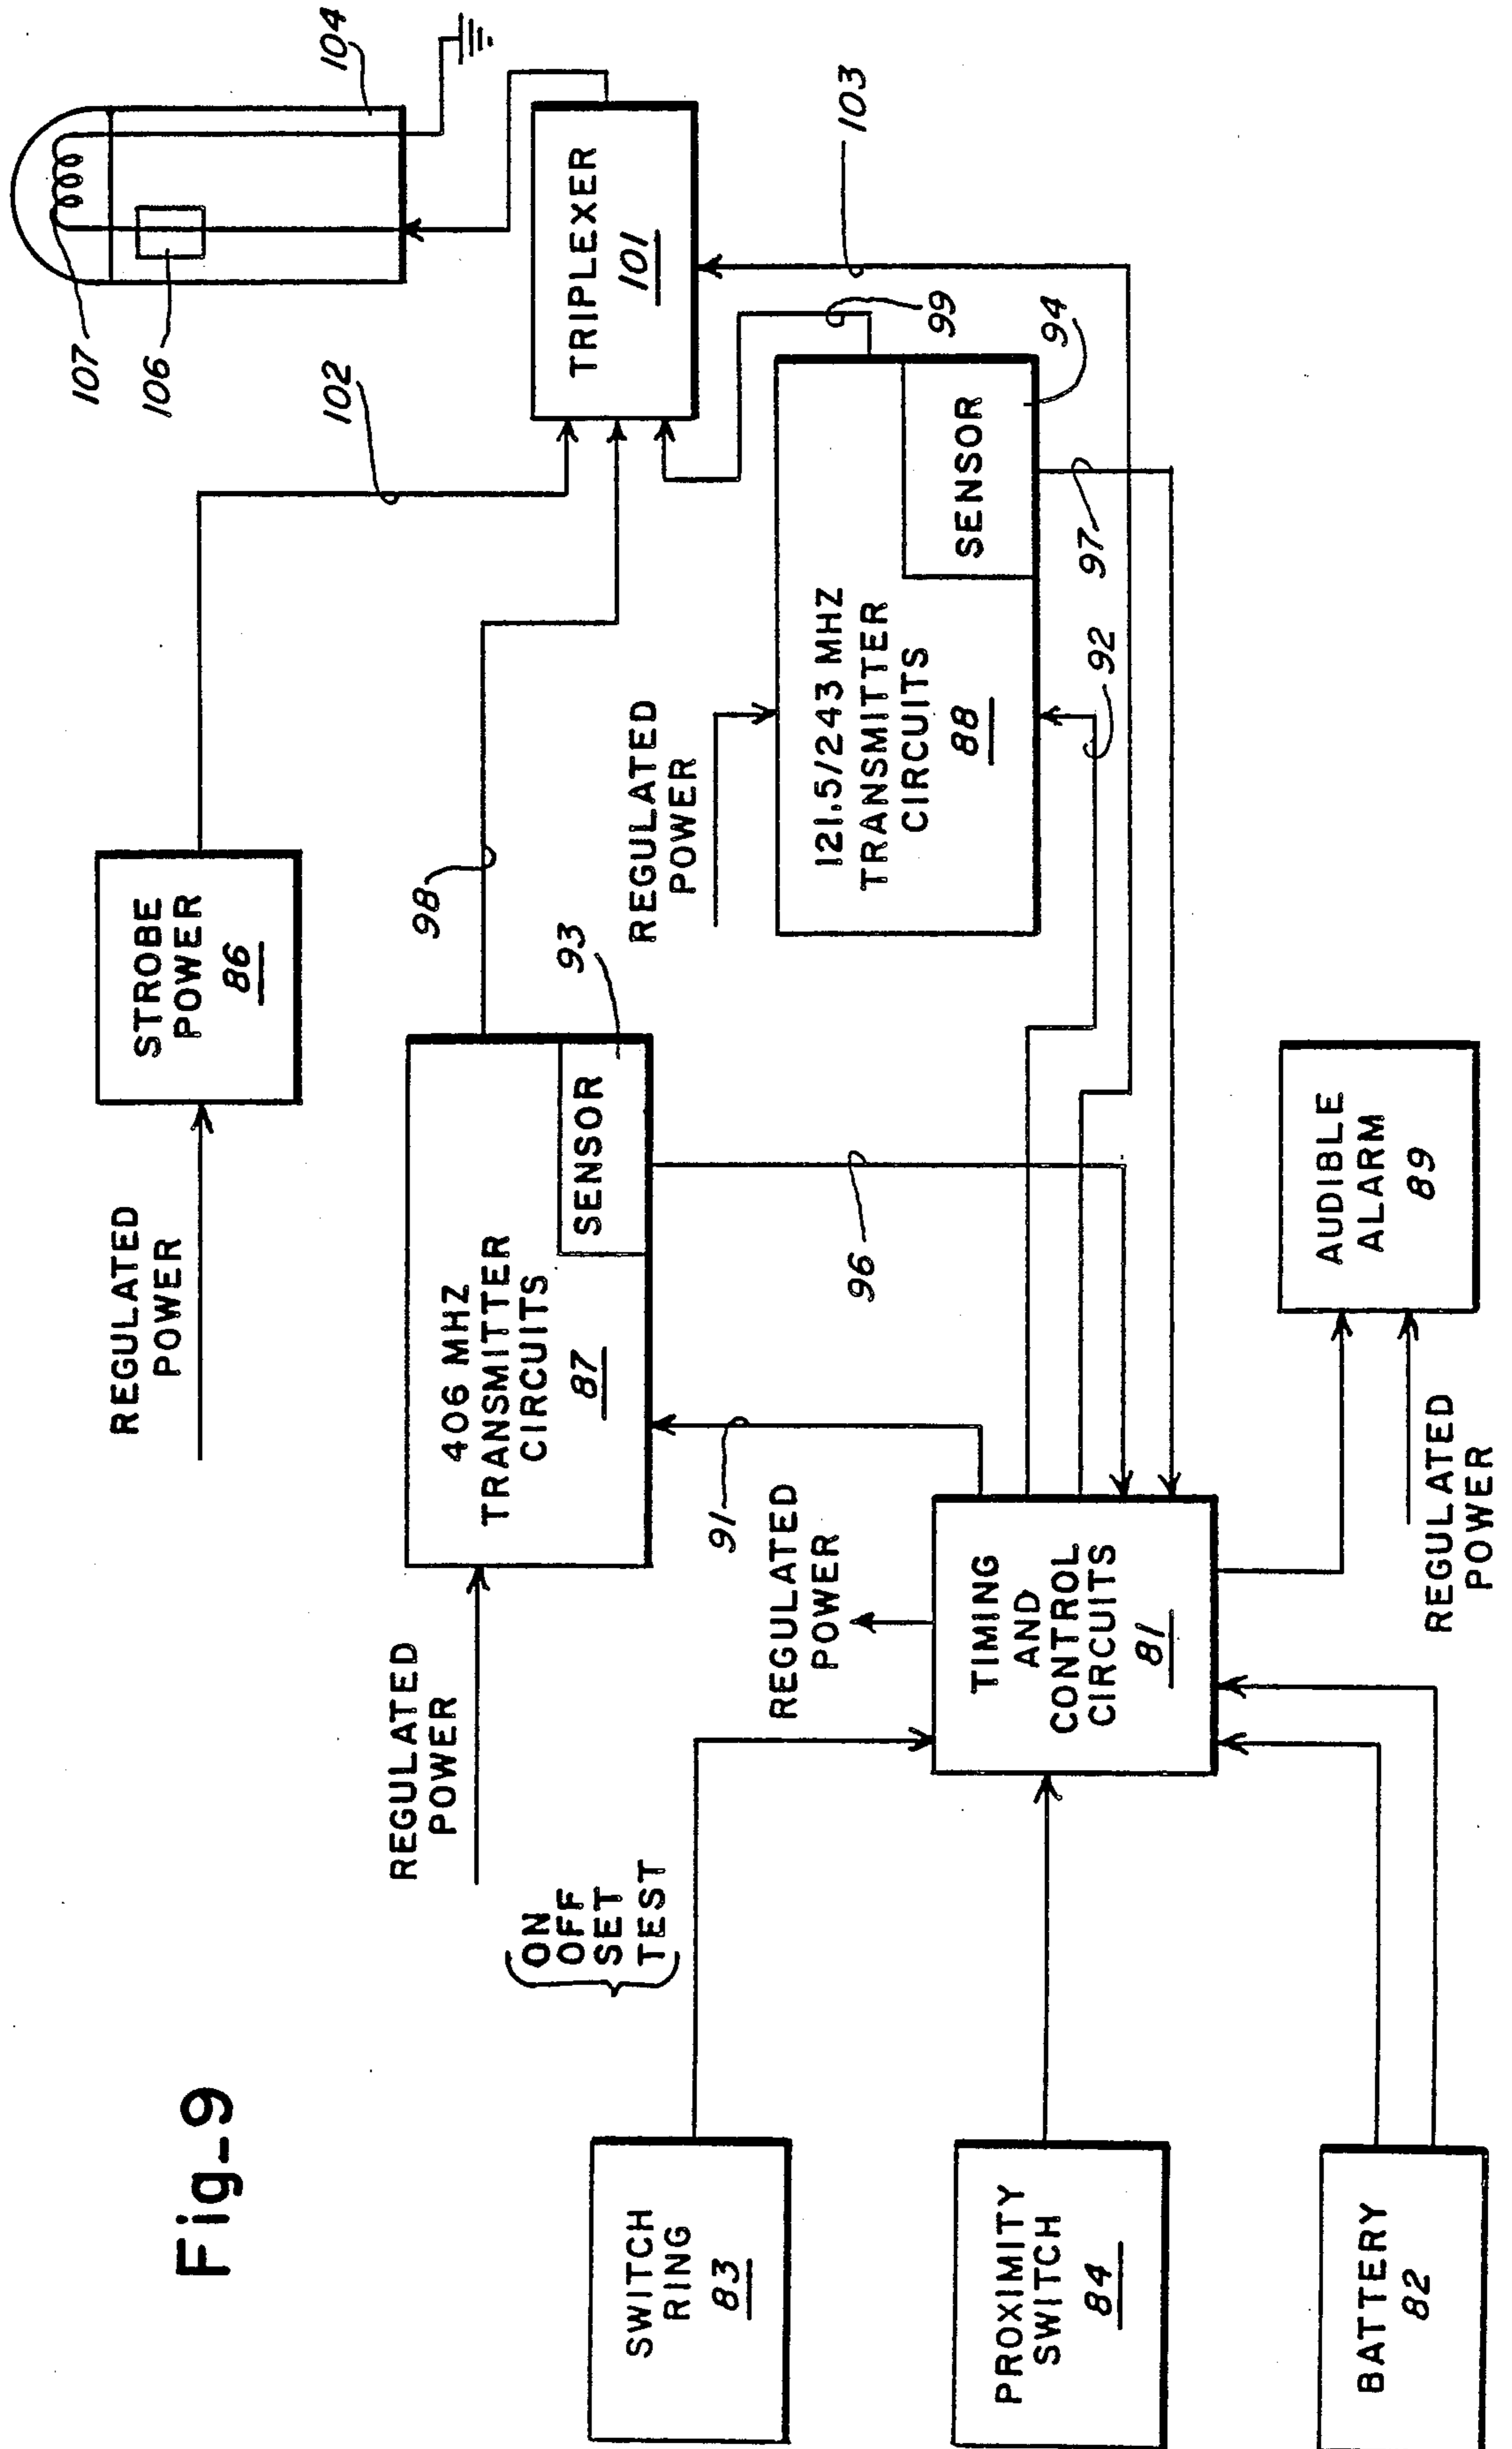 Fig_9
SWITCH
RING
83
PROXIMITY
SWITCH
84
BATTERY
82
ON
OFF
SET
TEST
REGULATED
POWER
TIMING
AND
CONTROL
CIRCUITS
81
REGULATED
POWER
406 MHZ
TRANSMITTER
CIRCUITS
87
SENSOR
93
91
96
REGULATED
POWER
STROBE
POWER
86
AUDIBLE
ALARM
89
REGULATED
POWER
98
REGULATED
POWER
121.5/243 MHZ
TRANSMITTER
CIRCUITS
88
SENSOR
94
92
97
99
102
103
TRIPLEXER
101
104
106
107